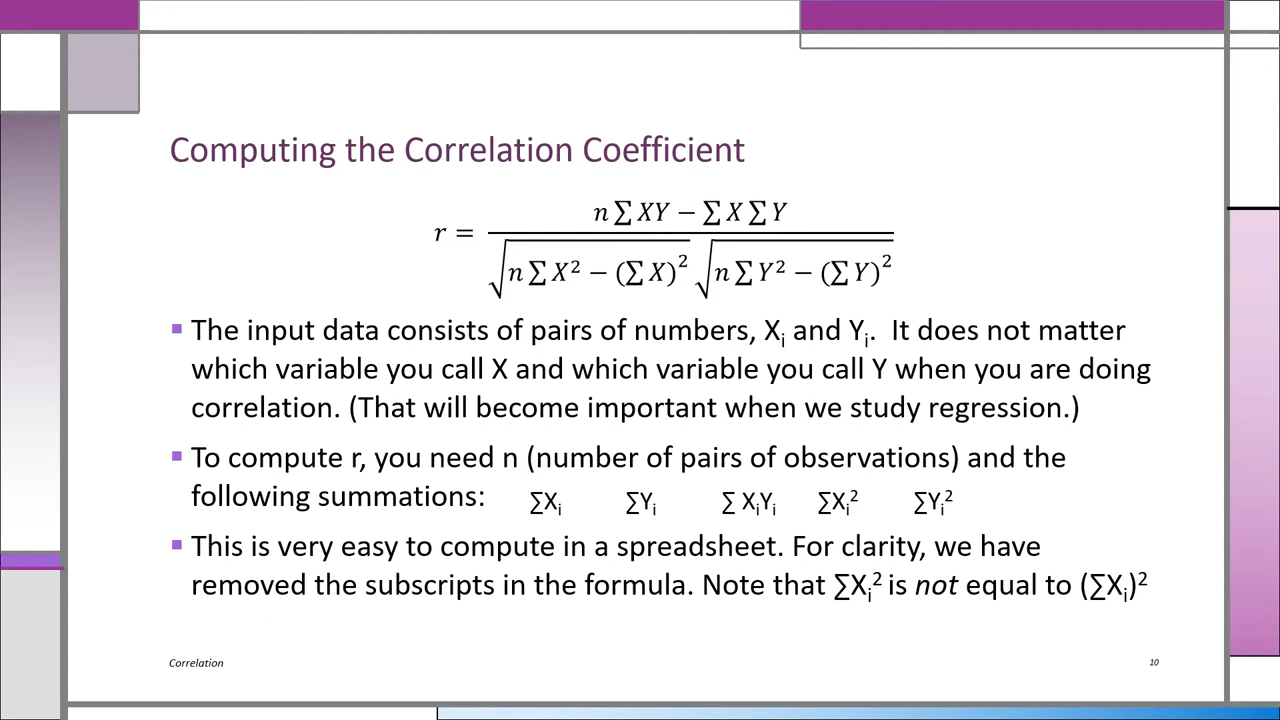 Computing the Correlation Coefficient
r = n ∑ XY − ∑ X ∑ Y / √(n ∑ X² − (∑ X)²) √(n ∑ Y² − (∑ Y)²)
▪ The input data consists of pairs of numbers, Xᵢ and Yᵢ. It does not matter
which variable you call X and which variable you call Y when you are doing
correlation. (That will become important when we study regression.)
▪ To compute r, you need n (number of pairs of observations) and the
following summations: ∑Xᵢ ∑Yᵢ ∑ XᵢYᵢ ∑Xᵢ² ∑Yᵢ²
▪ This is very easy to compute in a spreadsheet. For clarity, we have
removed the subscripts in the formula. Note that ∑Xᵢ² is not equal to (∑Xᵢ)²
Correlation
10